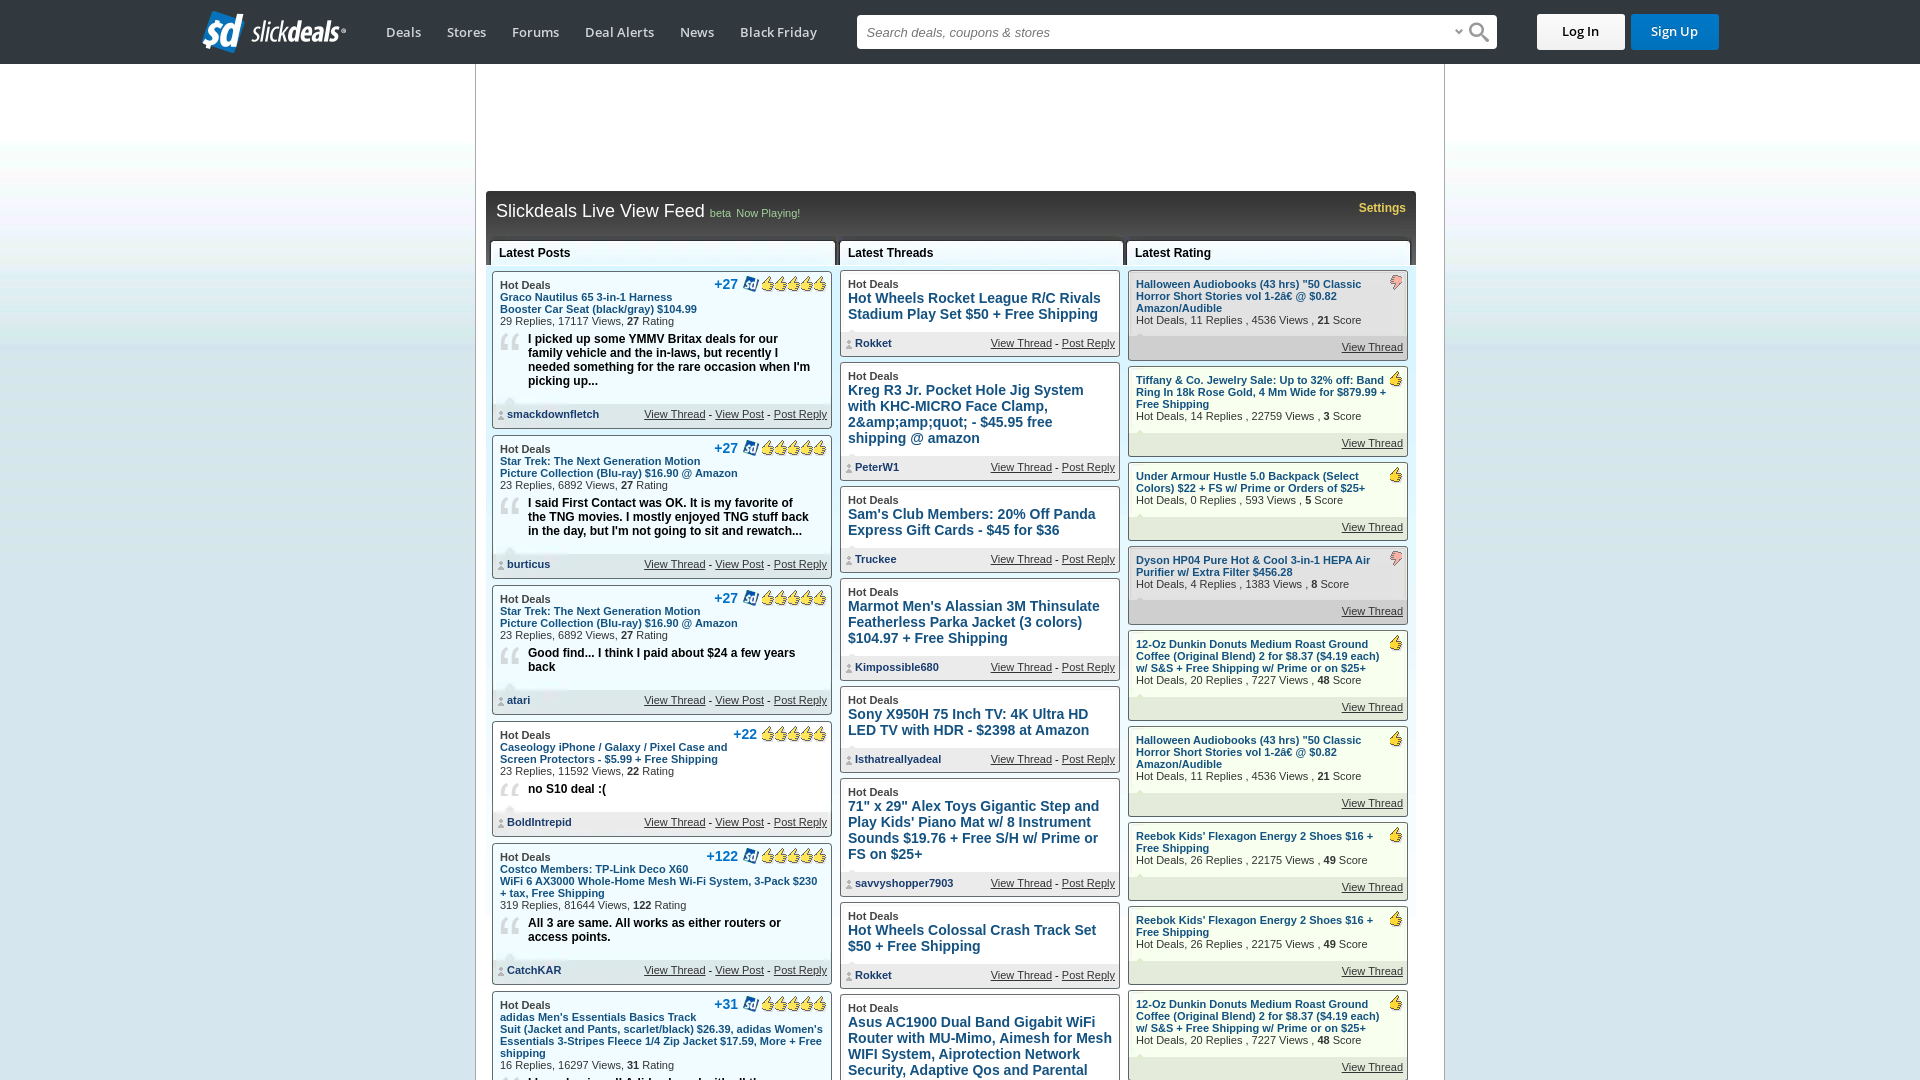 sd slickdeals
Deals
Stores
Forums
Deal Alerts
News
Black Friday
Search deals, coupons & stores
Log In
Sign Up
Slickdeals Live View Feed beta Now Playing!
Settings
Latest Posts
Hot Deals
+27
Graco Nautilus 65 3-in-1 Harness
Booster Car Seat (black/gray) $104.99
29 Replies, 17117 Views, 27 Rating
I picked up some YMMV Britax deals for our
family vehicle and the in-laws, but recently I
needed something for the rare occasion when I'm
picking up...
smackdownfletch
View Thread - View Post - Post Reply
Hot Deals
+27
Star Trek: The Next Generation Motion
Picture Collection (Blu-ray) $16.90 @ Amazon
23 Replies, 6892 Views, 27 Rating
I said First Contact was OK. It is my favorite of
the TNG movies. I mostly enjoyed TNG stuff back
in the day, but I'm not going to sit and rewatch...
burticus
View Thread - View Post - Post Reply
Hot Deals
+27
Star Trek: The Next Generation Motion
Picture Collection (Blu-ray) $16.90 @ Amazon
23 Replies, 6892 Views, 27 Rating
Good find... I think I paid about $24 a few years
back
atari
View Thread - View Post - Post Reply
Hot Deals
+22
Caseology iPhone / Galaxy / Pixel Case and
Screen Protectors - $5.99 + Free Shipping
23 Replies, 11592 Views, 22 Rating
no S10 deal :(
BoldIntrepid
View Thread - View Post - Post Reply
Hot Deals
+122
Costco Members: TP-Link Deco X60
WiFi 6 AX3000 Whole-Home Mesh Wi-Fi System, 3-Pack $230
+ tax, Free Shipping
319 Replies, 81644 Views, 122 Rating
All 3 are same. All works as either routers or
access points.
CatchKAR
View Thread - View Post - Post Reply
Hot Deals
+31
adidas Men's Essentials Basics Track
Suit (Jacket and Pants, scarlet/black) $26.39, adidas Women's
Essentials 3-Stripes Fleece 1/4 Zip Jacket $17.59, More + Free
shipping
16 Replies, 16297 Views, 31 Rating
Latest Threads
Hot Deals
Hot Wheels Rocket League R/C Rivals
Stadium Play Set $50 + Free Shipping
Rokket
View Thread - Post Reply
Hot Deals
Kreg R3 Jr. Pocket Hole Jig System
with KHC-MICRO Face Clamp,
2&amp;amp;quot; - $45.95 free
shipping @ amazon
PeterW1
View Thread - Post Reply
Hot Deals
Sam's Club Members: 20% Off Panda
Express Gift Cards - $45 for $36
Truckee
View Thread - Post Reply
Hot Deals
Marmot Men's Alassian 3M Thinsulate
Featherless Parka Jacket (3 colors)
$104.97 + Free Shipping
Kimpossible680
View Thread - Post Reply
Hot Deals
Sony X950H 75 Inch TV: 4K Ultra HD
LED TV with HDR - $2398 at Amazon
Isthatreallyadeal
View Thread - Post Reply
Hot Deals
71" x 29" Alex Toys Gigantic Step and
Play Kids' Piano Mat w/ 8 Instrument
Sounds $19.76 + Free S/H w/ Prime or
FS on $25+
savvyshopper7903
View Thread - Post Reply
Hot Deals
Hot Wheels Colossal Crash Track Set
$50 + Free Shipping
Rokket
View Thread - Post Reply
Hot Deals
Asus AC1900 Dual Band Gigabit WiFi
Router with MU-Mimo, Aimesh for Mesh
WIFI System, Aiprotection Network
Security, Adaptive Qos and Parental
Latest Rating
Halloween Audiobooks (43 hrs) "50 Classic
Horror Short Stories vol 1-2â€ @ $0.82
Amazon/Audible
Hot Deals, 11 Replies , 4536 Views , 21 Score
View Thread
Tiffany & Co. Jewelry Sale: Up to 32% off: Band
Ring In 18k Rose Gold, 4 Mm Wide for $879.99 +
Free Shipping
Hot Deals, 14 Replies , 22759 Views , 3 Score
View Thread
Under Armour Hustle 5.0 Backpack (Select
Colors) $22 + FS w/ Prime or Orders of $25+
Hot Deals, 0 Replies , 593 Views , 5 Score
View Thread
Dyson HP04 Pure Hot & Cool 3-in-1 HEPA Air
Purifier w/ Extra Filter $456.28
Hot Deals, 4 Replies , 1383 Views , 8 Score
View Thread
12-Oz Dunkin Donuts Medium Roast Ground
Coffee (Original Blend) 2 for $8.37 ($4.19 each)
w/ S&S + Free Shipping w/ Prime or on $25+
Hot Deals, 20 Replies , 7227 Views , 48 Score
View Thread
Halloween Audiobooks (43 hrs) "50 Classic
Horror Short Stories vol 1-2â€ @ $0.82
Amazon/Audible
Hot Deals, 11 Replies , 4536 Views , 21 Score
View Thread
Reebok Kids' Flexagon Energy 2 Shoes $16 +
Free Shipping
Hot Deals, 26 Replies , 22175 Views , 49 Score
View Thread
Reebok Kids' Flexagon Energy 2 Shoes $16 +
Free Shipping
Hot Deals, 26 Replies , 22175 Views , 49 Score
View Thread
12-Oz Dunkin Donuts Medium Roast Ground
Coffee (Original Blend) 2 for $8.37 ($4.19 each)
w/ S&S + Free Shipping w/ Prime or on $25+
Hot Deals, 20 Replies , 7227 Views , 48 Score
View Thread